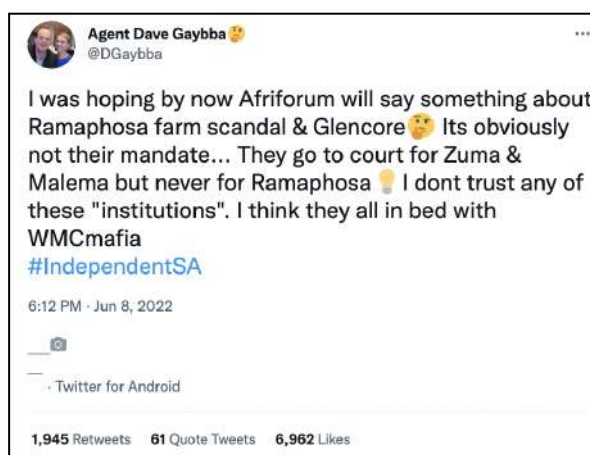 Agent Dave Gaybba🤔
@DGaybba
I was hoping by now Afriforum will say something about
Ramaphosa farm scandal & Glencore🤔 Its obviously
not their mandate... They go to court for Zuma &
Malema but never for Ramaphosa💡I dont trust any of
these "institutions". I think they all in bed with
WMCmafia
#IndependentSA
6:12 PM · Jun 8, 2022
· Twitter for Android
1,945 Retweets 61 Quote Tweets 6,962 Likes